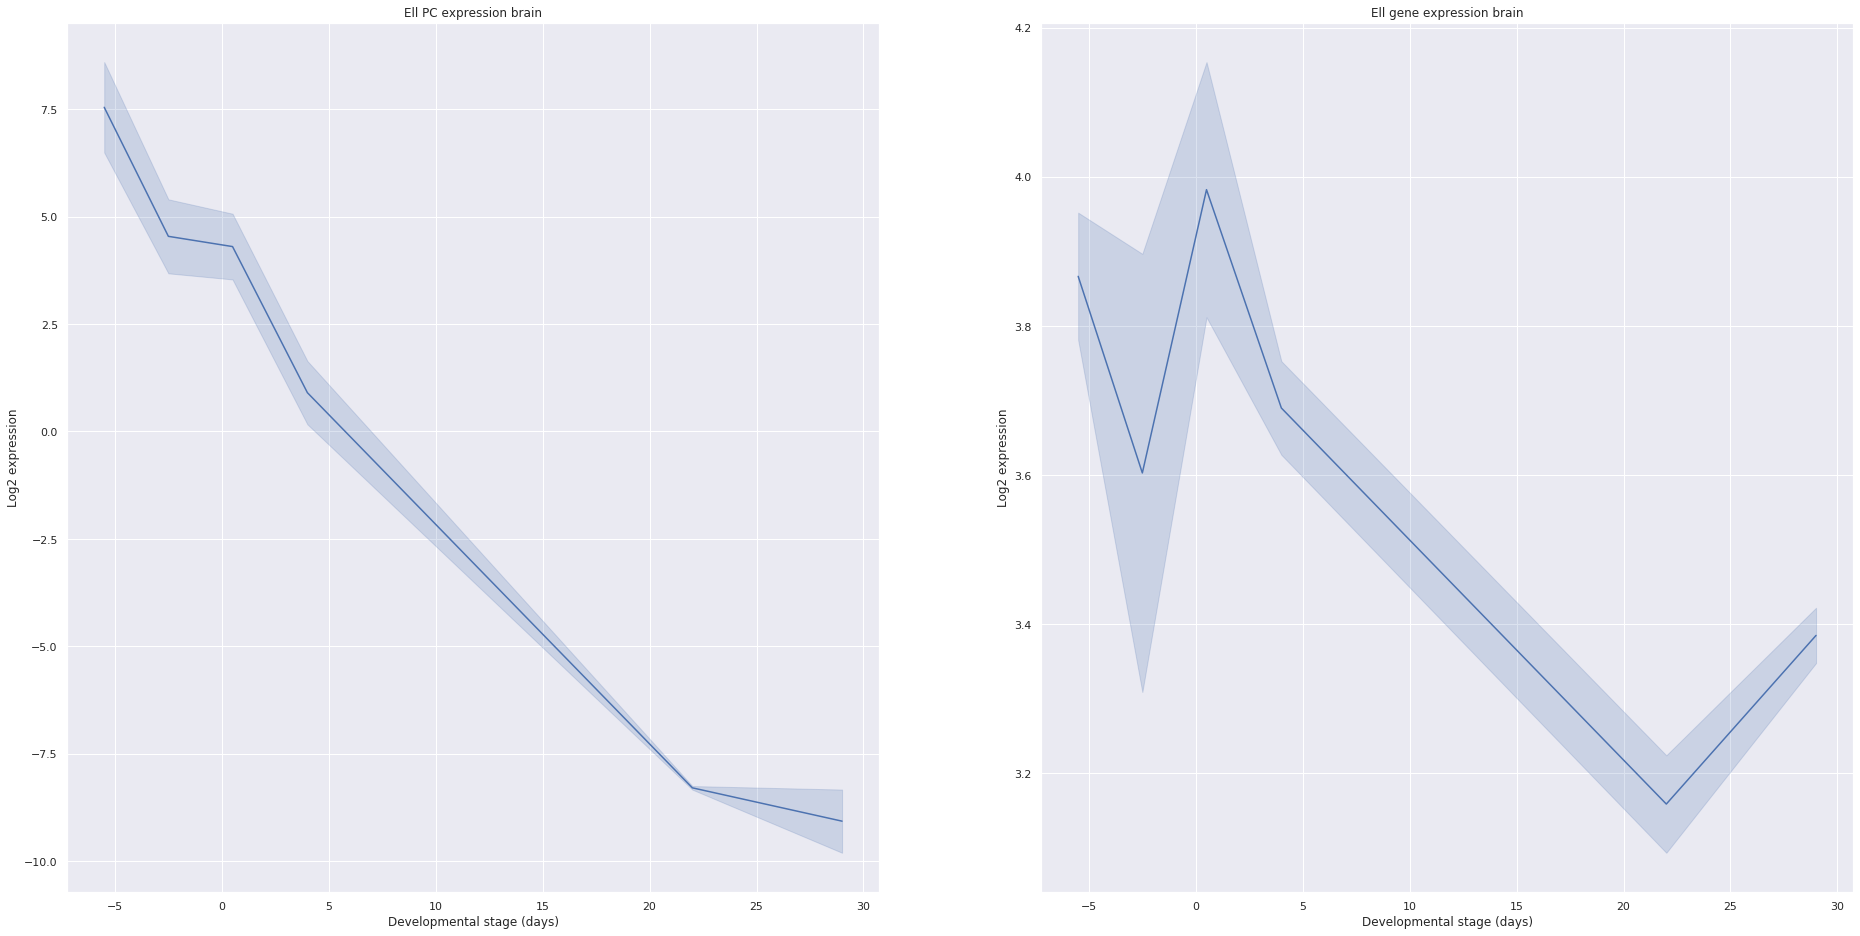 Ell PC expression brain
Log2 expression
7.5
5.0
2.5
0.0
−2.5
−5.0
−7.5
−10.0
−5 0 5 10 15 20 25 30
Developmental stage (days)
Ell gene expression brain
Log2 expression
4.2
4.0
3.8
3.6
3.4
3.2
−5 0 5 10 15 20 25 30
Developmental stage (days)